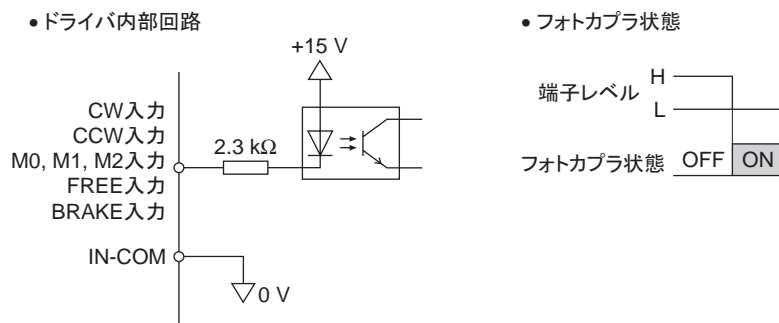 •ドライバ内部回路
+15 V
CW入力
CCW入力
M0, M1, M2入力
FREE入力
BRAKE入力
2.3 kΩ
IN-COM
0 V
•フォトカプラ状態
端子レベル H
L
フォトカプラ状態 OFF ON